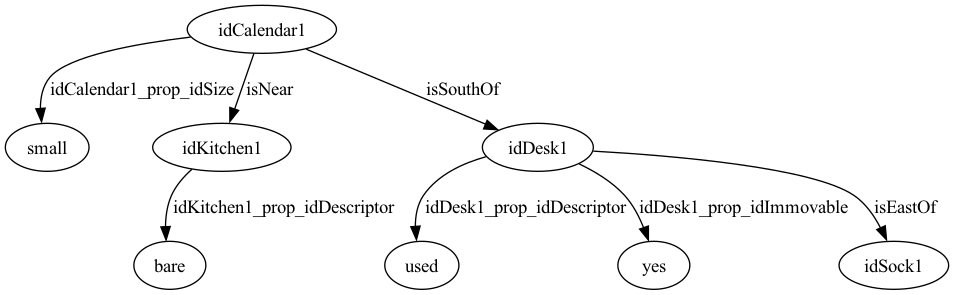 idCalendar1
idCalendar1_prop_idSize
isNear
isSouthOf
small
idKitchen1
idDesk1
idKitchen1_prop_idDescriptor
idDesk1_prop_idDescriptor
idDesk1_prop_idImmovable
isEastOf
bare
used
yes
idSock1